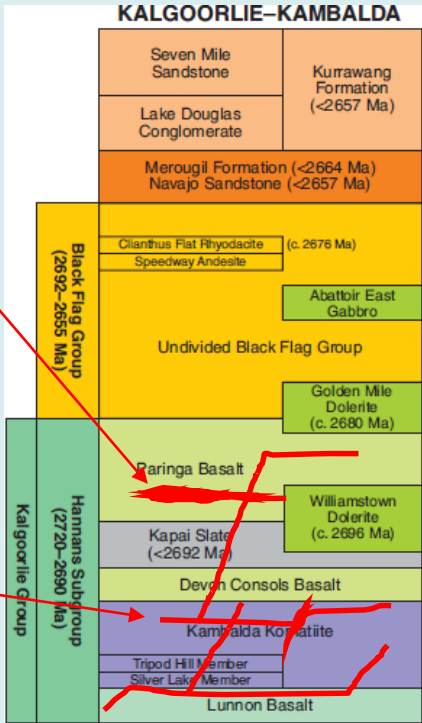 KALGOORLIE–KAMBALDA
Seven Mile
Sandstone
Kurrawang
Formation
(<2657 Ma)
Lake Douglas
Conglomerate
Merougil Formation (<2664 Ma)
Navajo Sandstone (<2657 Ma)
Black Flag Group
(2692–2655 Ma)
Clianthus Flat Rhyodacite
(c. 2676 Ma)
Speedway Andesite
Abattoir East
Gabbro
Undivided Black Flag Group
Golden Mile
Dolerite
(c. 2680 Ma)
Kalgoorlie Group
Hannans Subgroup
(2720–2690 Ma)
Paringa Basalt
Williamstown
Dolerite
(c. 2696 Ma)
Kapai Slate
(<2692 Ma)
Devon Consols Basalt
Kambalda Komatiite
Tripod Hill Member
Silver Lake Member
Lunnon Basalt